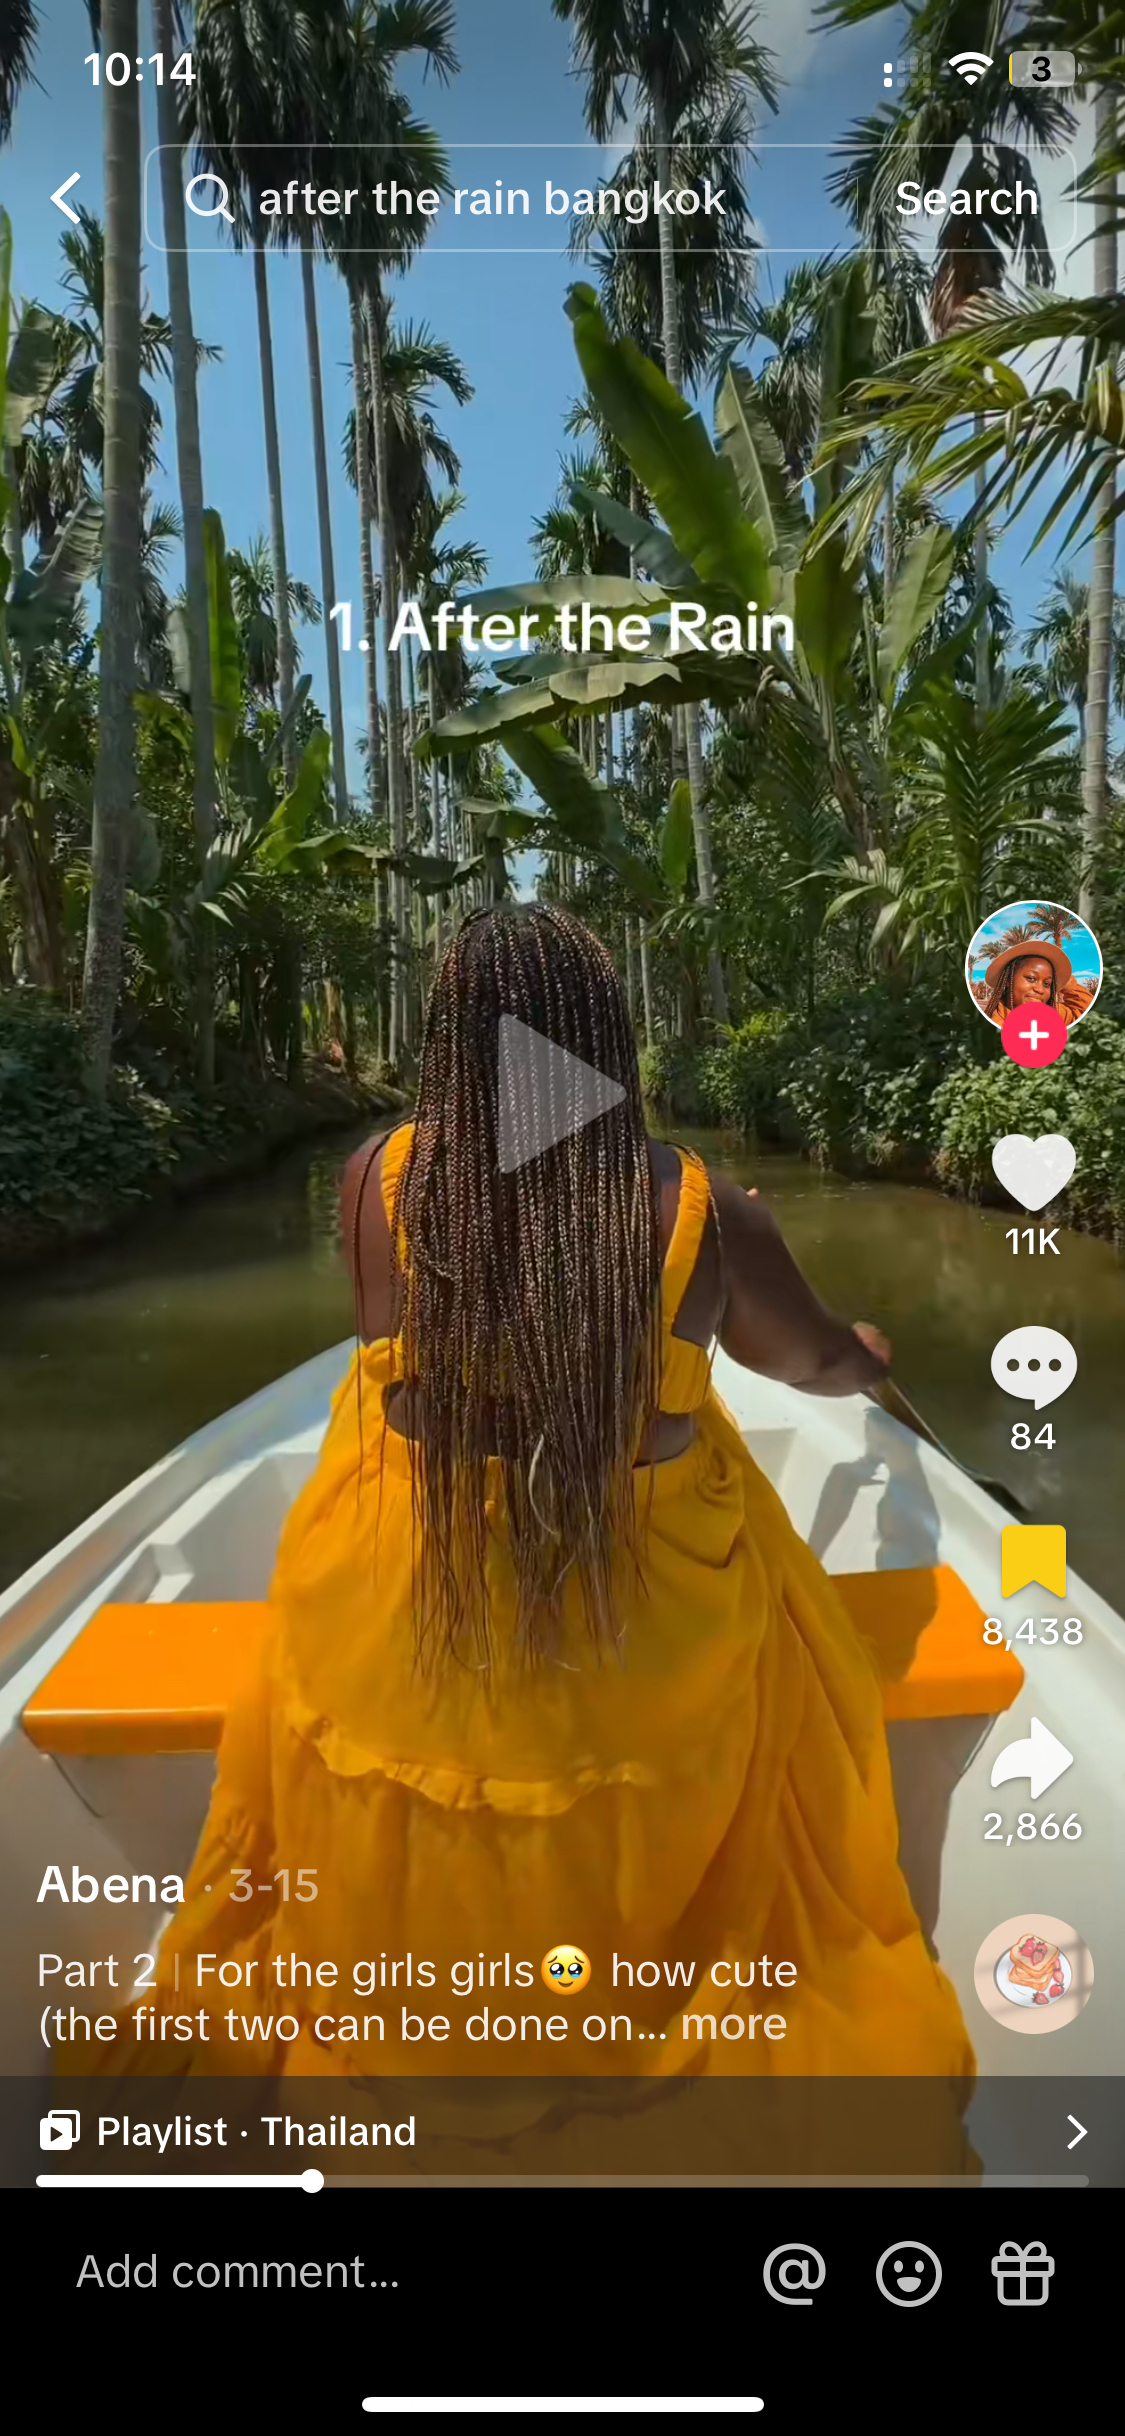 10:14
3
after the rain bangkok
Search
1. After the Rain
11K
84
8,438
2,866
Abena · 3-15
Part 2 | For the girls girls🥹 how cute
(the first two can be done on... more
Playlist · Thailand
Add comment...